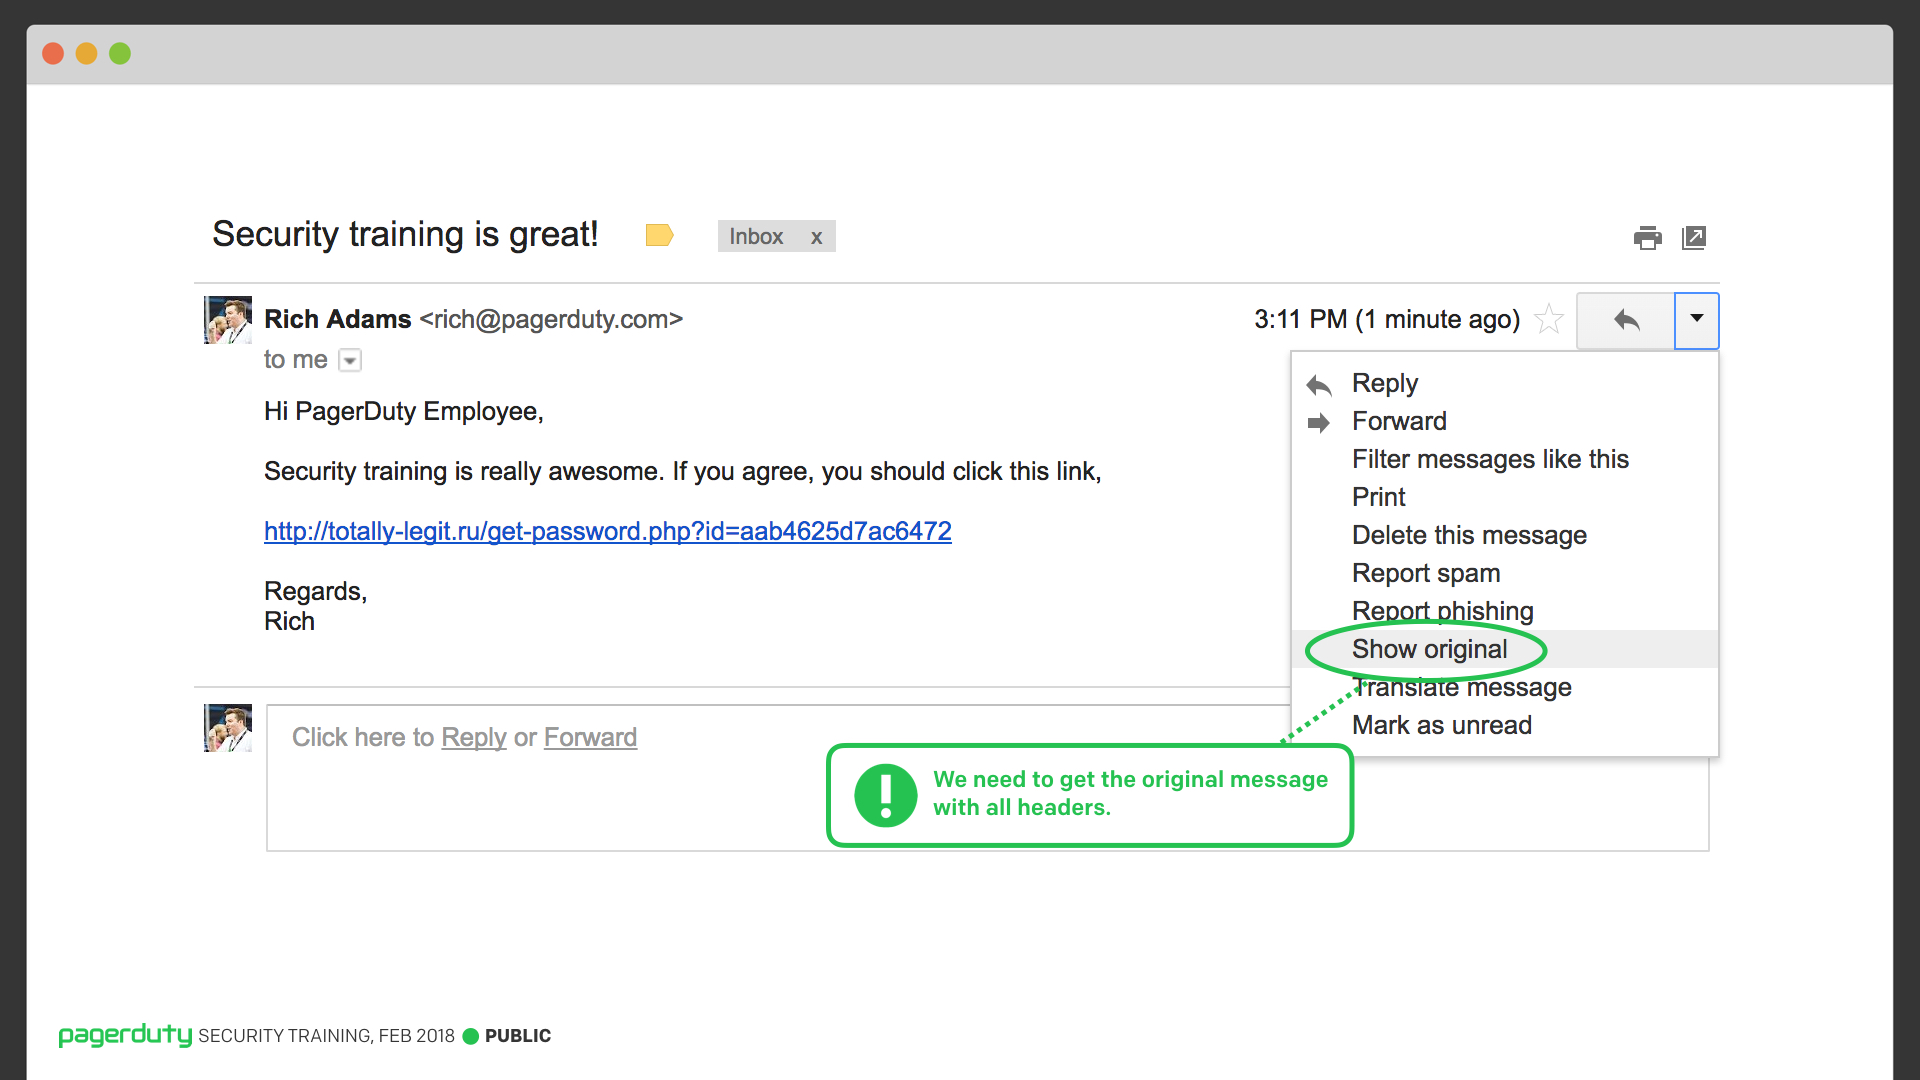 Security training is great!
Inbox x
Rich Adams <rich@pagerduty.com>
3:11 PM (1 minute ago)
to me
Hi PagerDuty Employee,
Security training is really awesome. If you agree, you should click this link,
http://totally-legit.ru/get-password.php?id=aab4625d7ac6472
Regards,
Rich
Reply
Forward
Filter messages like this
Print
Delete this message
Report spam
Report phishing
Show original
Translate message
Mark as unread
Click here to Reply or Forward
We need to get the original message
with all headers.
pagerduty SECURITY TRAINING, FEB 2018 PUBLIC